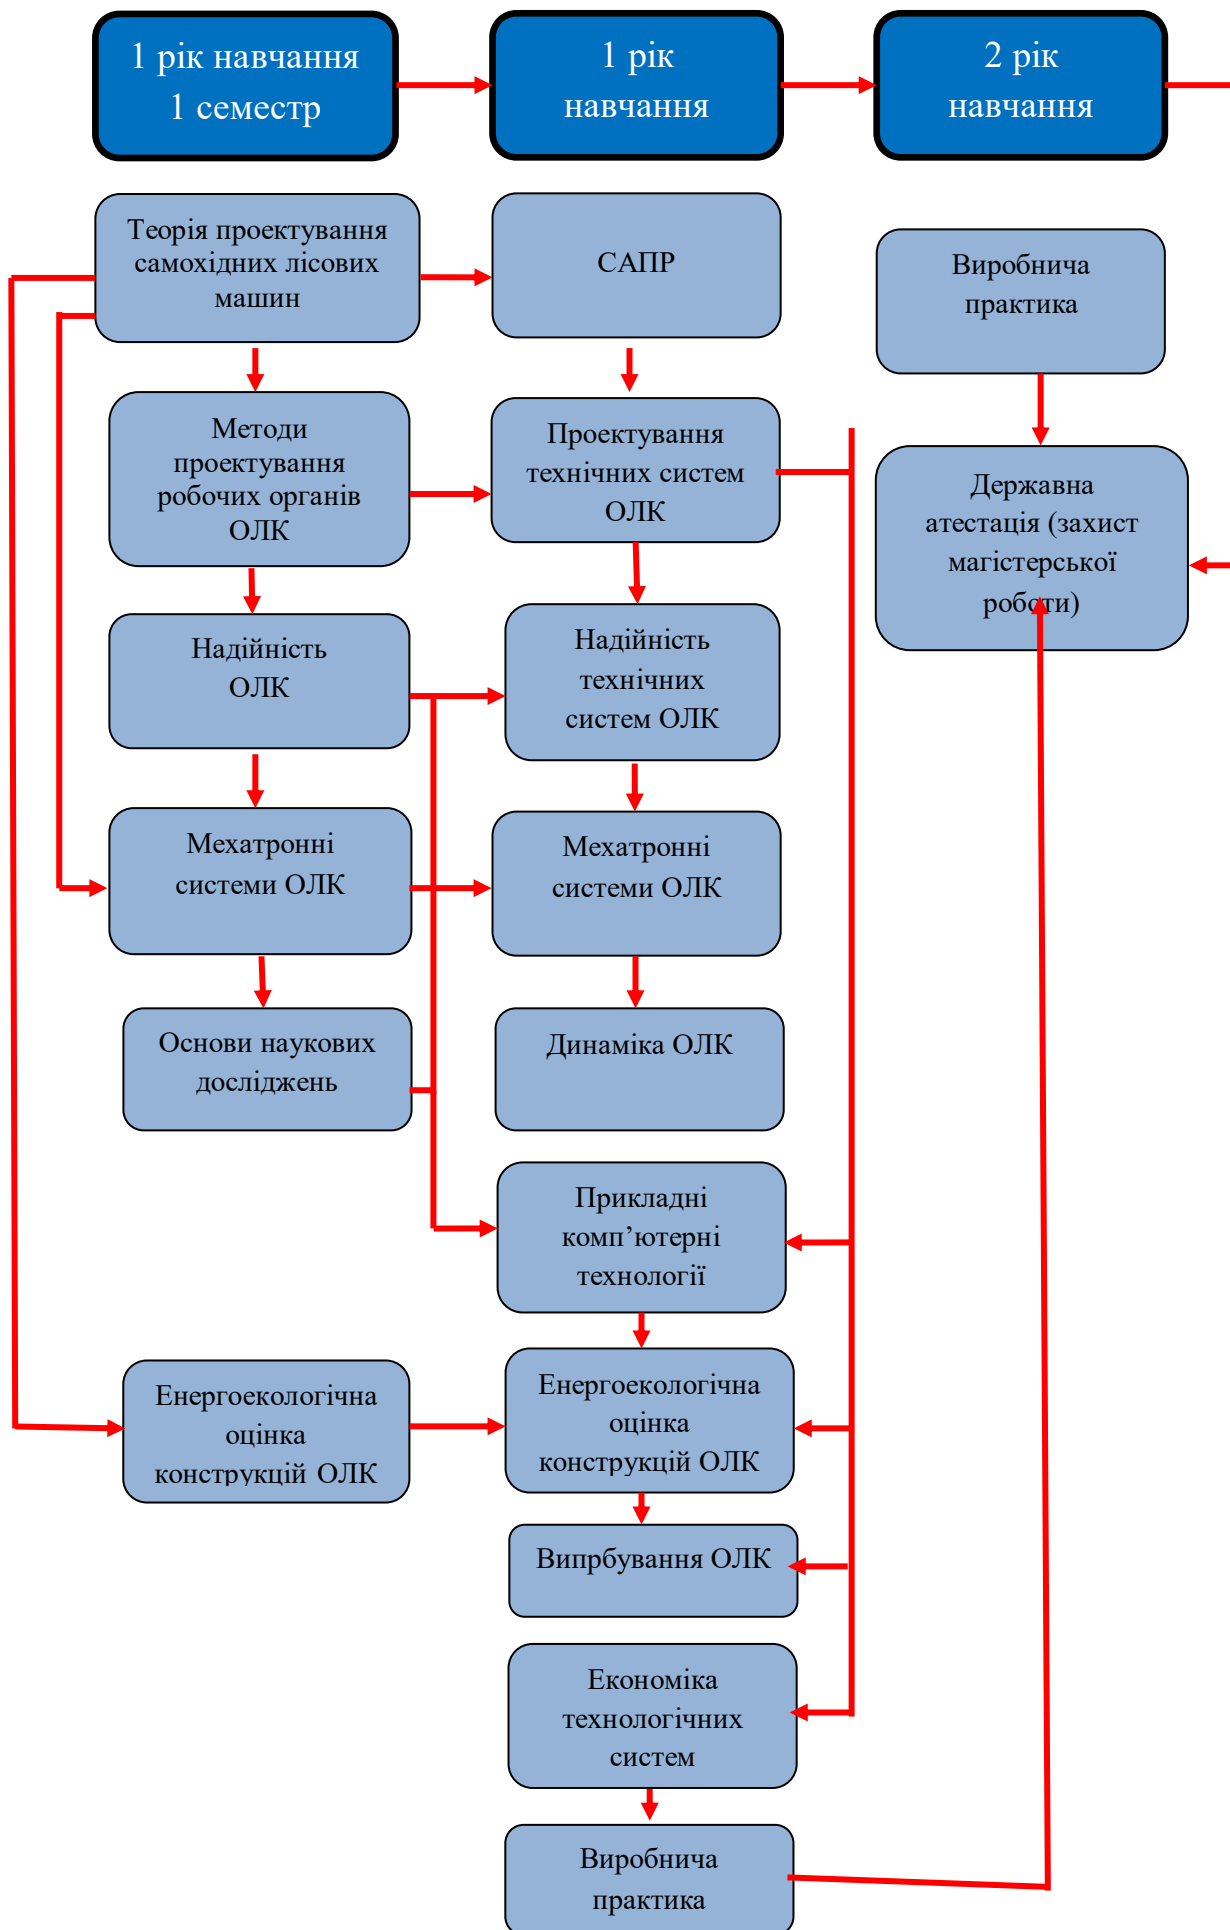 1 рік навчання
1 семестр
1 рік
навчання
2 рік
навчання
Теорія проектування
самохідних лісових
машин
Методи
проектування
робочих органів
ОЛК
Надійність
ОЛК
Мехатронні
системи ОЛК
Основи наукових
досліджень
Енергоекологічна
оцінка
конструкцій ОЛК
САПР
Проектування
технічних систем
ОЛК
Надійність
технічних
систем ОЛК
Мехатронні
системи ОЛК
Динаміка ОЛК
Прикладні
комп’ютерні
технології
Енергоекологічна
оцінка
конструкцій ОЛК
Випрбування ОЛК
Економіка
технологічних
систем
Виробнича
практика
Виробнича
практика
Державна
атестація (захист
магістерської
роботи)